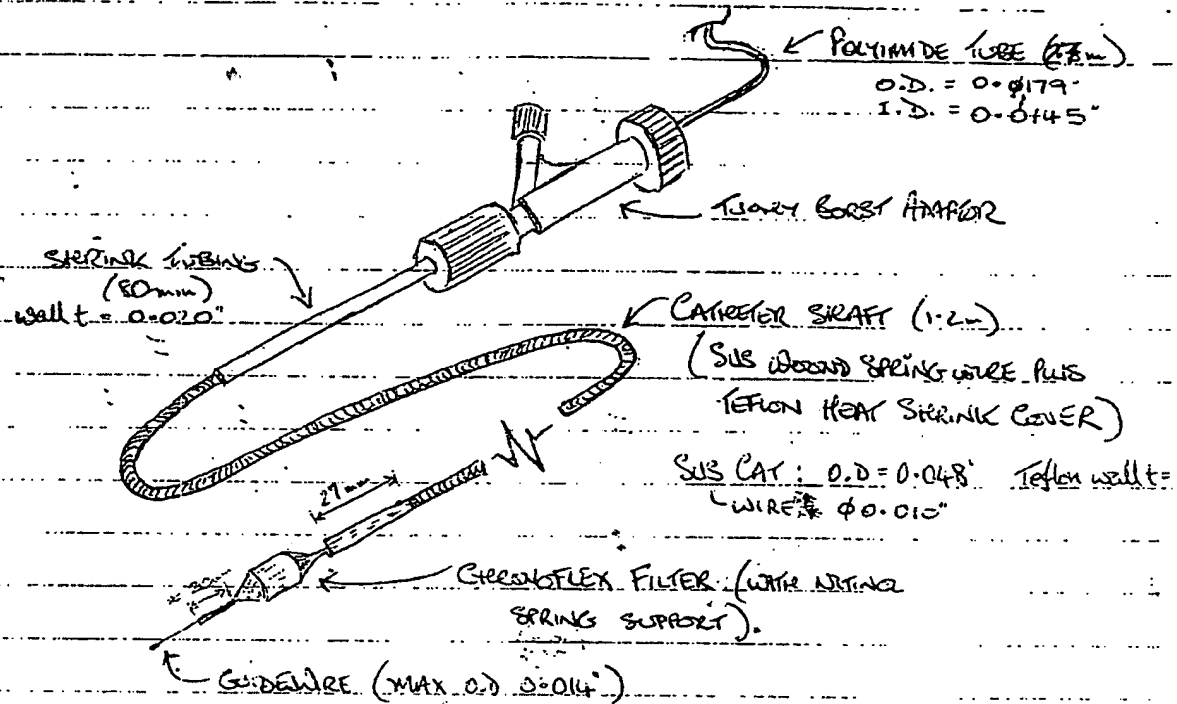 POLYIMIDE TUBE (
O.D. = 0.0179"
I.D. = 0.0145"
TUOHY BORST ADAPTOR
SHRINK TUBING
(80mm)
wall t = 0.020"
CATHETER SHAFT (1.2m)
(SUS WOUND SPRING WIRE PLUS
TEFLON HEAT SHRINK COVER)
SUS CAT: O.D = 0.048" Teflon wall t =
WIRE φ0.010"
27mm
CHRONOFLEX FILTER (WITH NITINOL
SPRING SUPPORT).
GUIDEWIRE (MAX O.D 0.014")